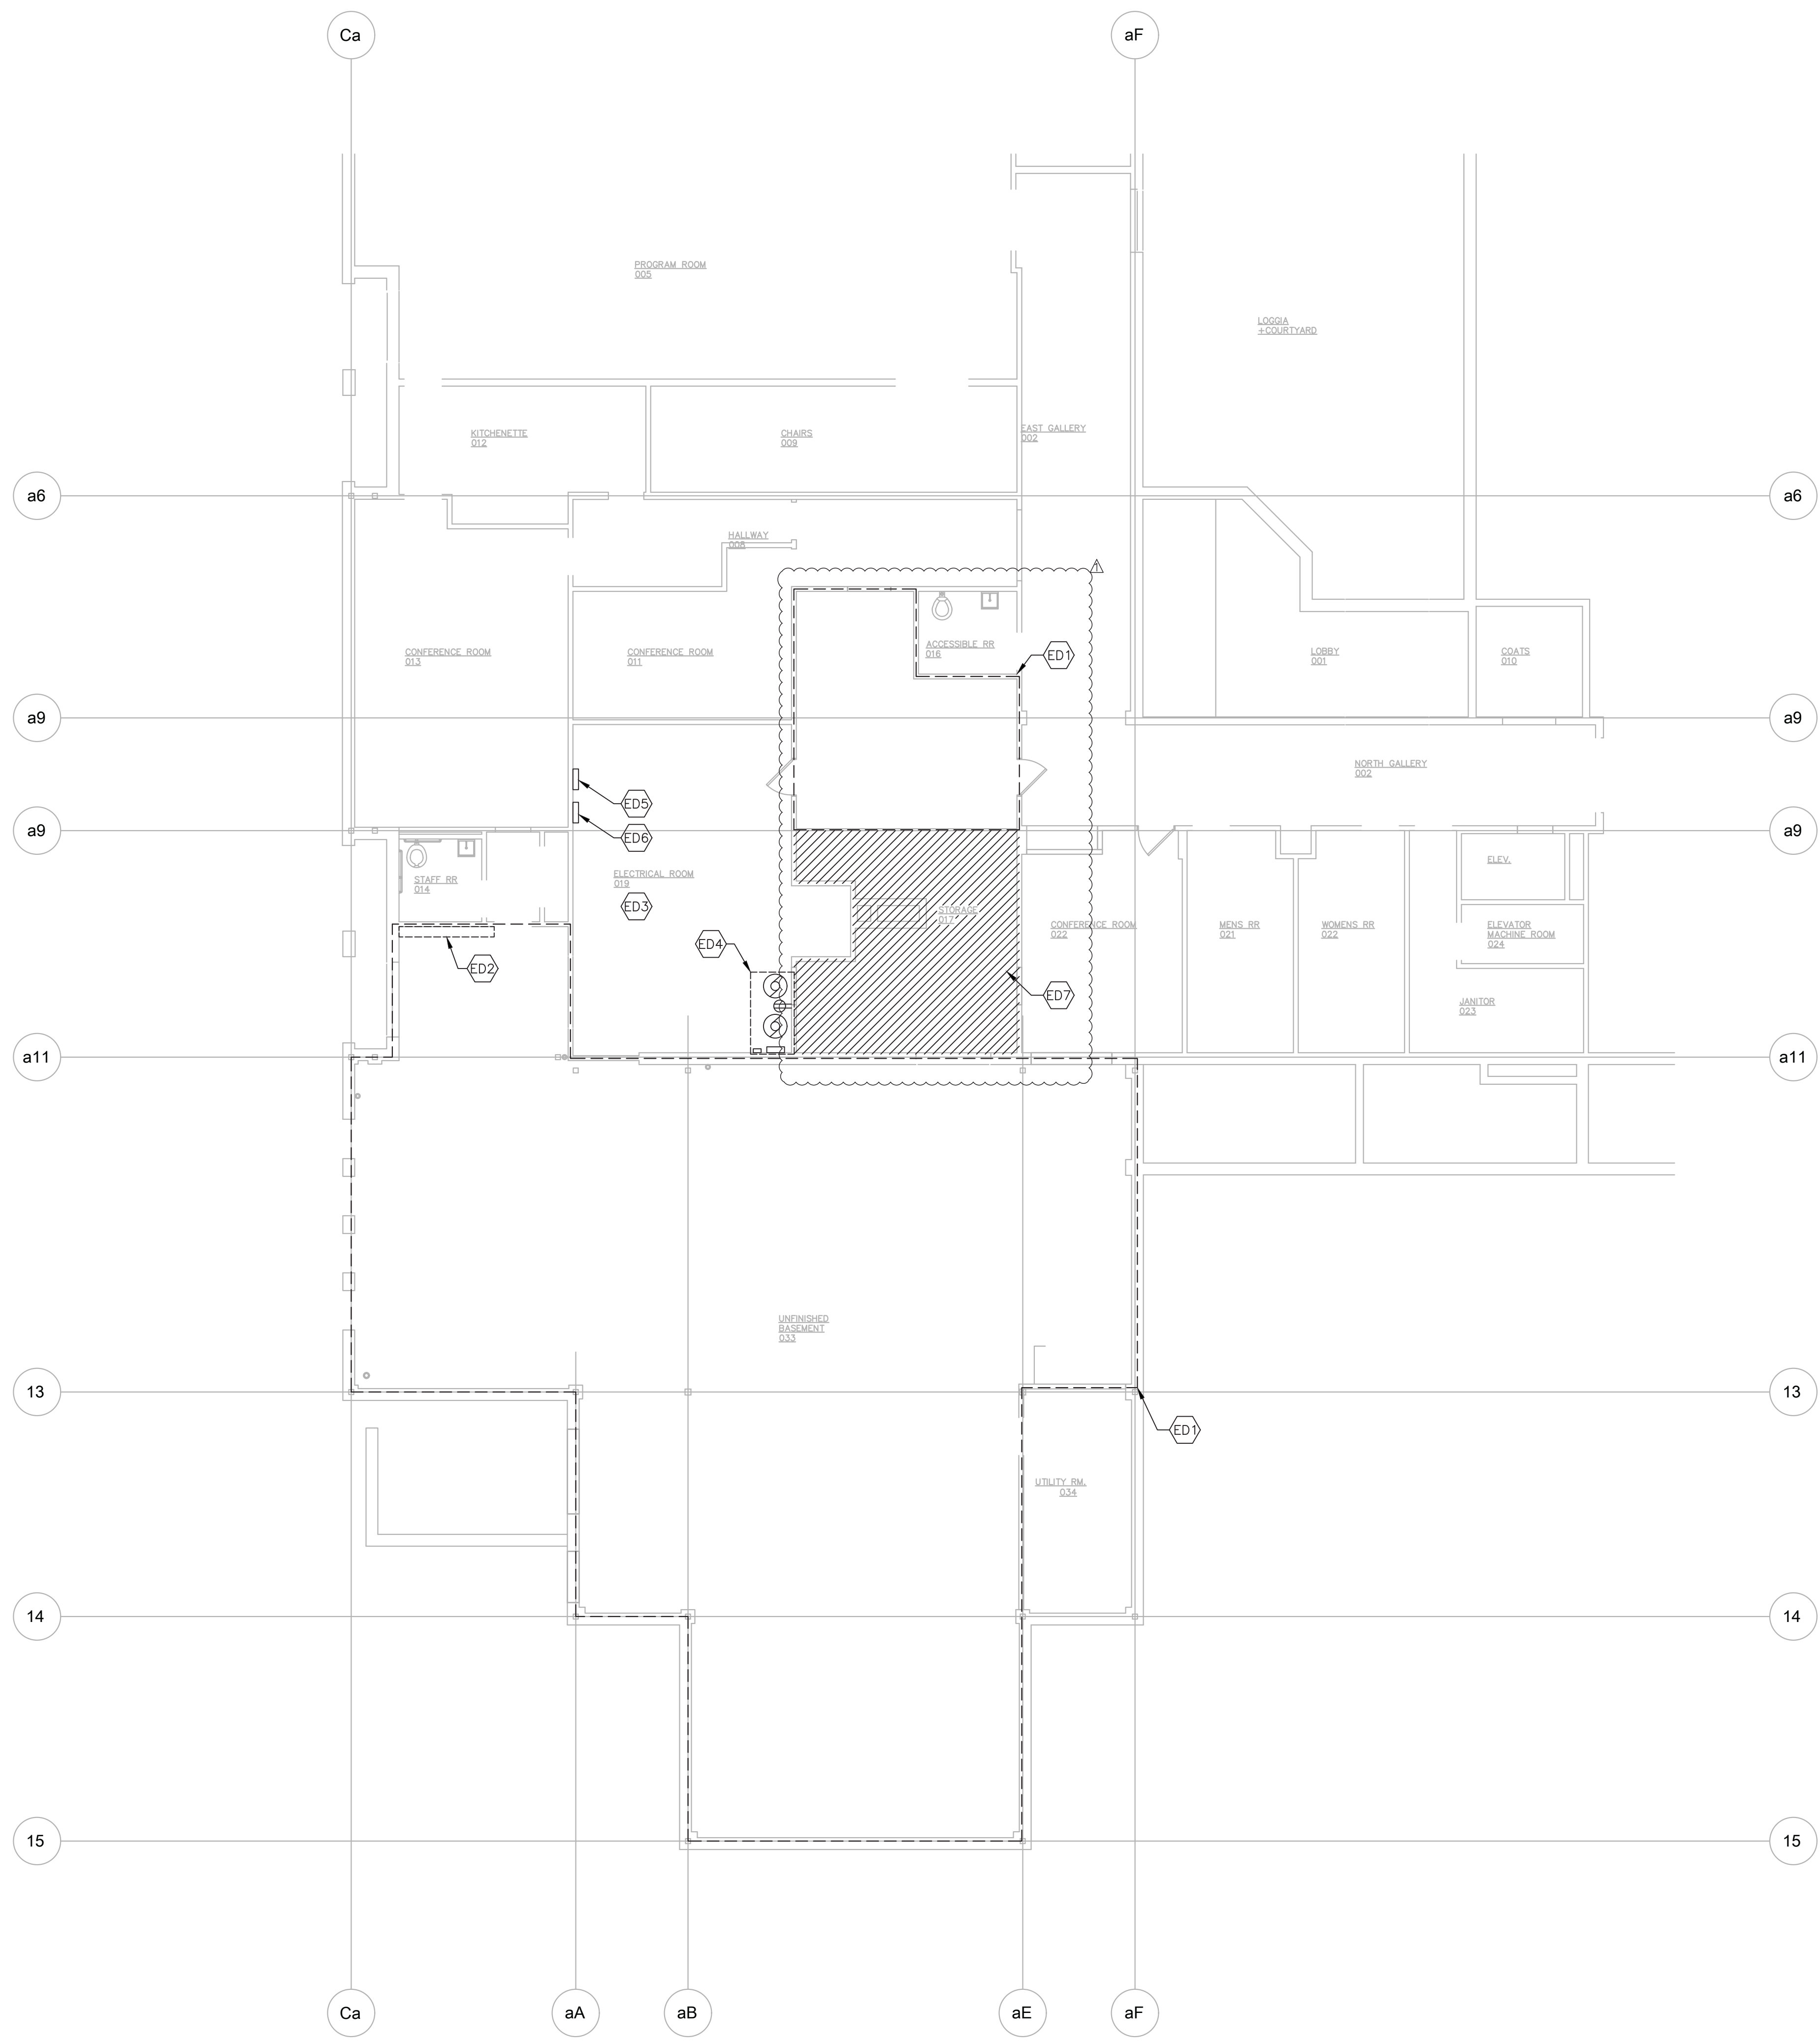 Ca
aF
PROGRAM ROOM
005
LOGGIA
+COURTYARD
KITCHENETTE
012
CHAIRS
009
EAST GALLERY
002
a6
a6
HALLWAY
008
1
ACCESSIBLE RR
016
CONFERENCE ROOM
013
CONFERENCE ROOM
011
ED1
LOBBY
001
COATS
010
a9
a9
NORTH GALLERY
002
ED5
ED6
a9
a9
STAFF RR
014
ELECTRICAL ROOM
019
ED3
ELEV.
STORAGE
017
CONFERENCE ROOM
022
MENS RR
021
WOMENS RR
022
ELEVATOR
MACHINE ROOM
024
ED4
ED2
ED7
JANITOR
023
a11
a11
UNFINISHED
BASEMENT
033
13
13
ED1
UTILITY RM.
034
14
14
15
15
Ca
aA
aB
aE
aF